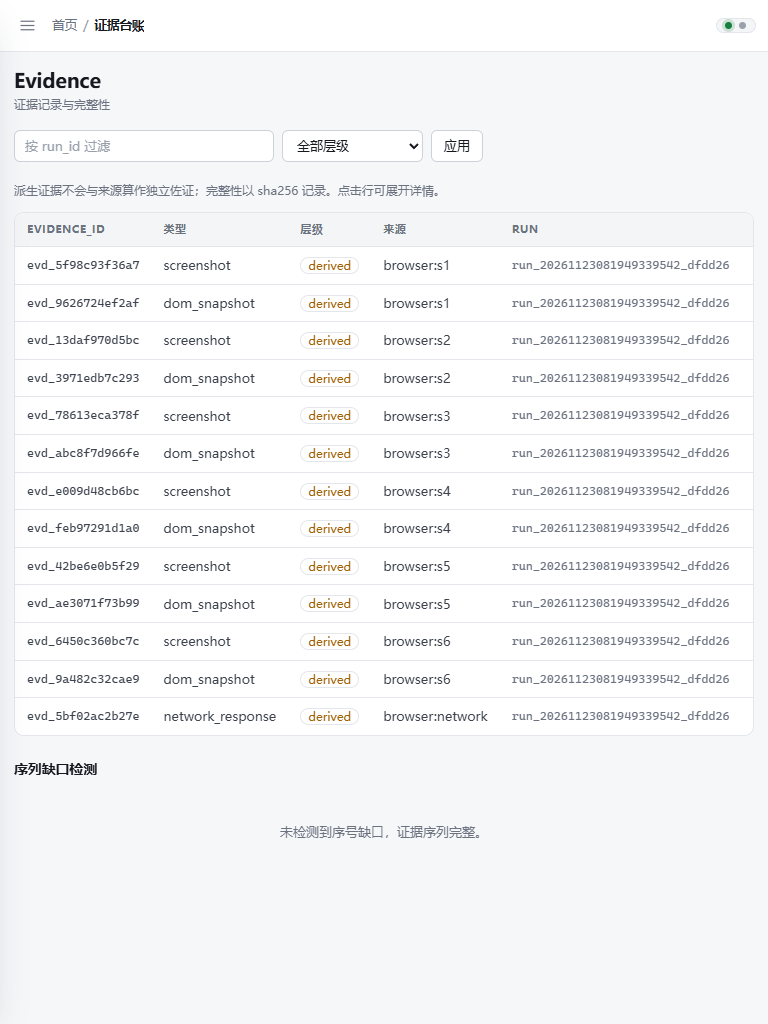 首页 / 证据台账
Evidence
证据记录与完整性
按 run_id 过滤 全部层级 应用
派生证据不会与来源算作独立佐证；完整性以 sha256 记录。点击行可展开详情。
EVIDENCE_ID 类型 层级 来源 RUN
evd_5f98c93f36a7 screenshot derived browser:s1 run_20261123081949339542_dfdd26
evd_9626724ef2af dom_snapshot derived browser:s1 run_20261123081949339542_dfdd26
evd_13daf970d5bc screenshot derived browser:s2 run_20261123081949339542_dfdd26
evd_3971edb7c293 dom_snapshot derived browser:s2 run_20261123081949339542_dfdd26
evd_78613eca378f screenshot derived browser:s3 run_20261123081949339542_dfdd26
evd_abc8f7d966fe dom_snapshot derived browser:s3 run_20261123081949339542_dfdd26
evd_e009d48cb6bc screenshot derived browser:s4 run_20261123081949339542_dfdd26
evd_feb97291d1a0 dom_snapshot derived browser:s4 run_20261123081949339542_dfdd26
evd_42be6e0b5f29 screenshot derived browser:s5 run_20261123081949339542_dfdd26
evd_ae3071f73b99 dom_snapshot derived browser:s5 run_20261123081949339542_dfdd26
evd_6450c360bc7c screenshot derived browser:s6 run_20261123081949339542_dfdd26
evd_9a482c32cae9 dom_snapshot derived browser:s6 run_20261123081949339542_dfdd26
evd_5bf02ac2b27e network_response derived browser:network run_20261123081949339542_dfdd26
序列缺口检测
未检测到序号缺口，证据序列完整。